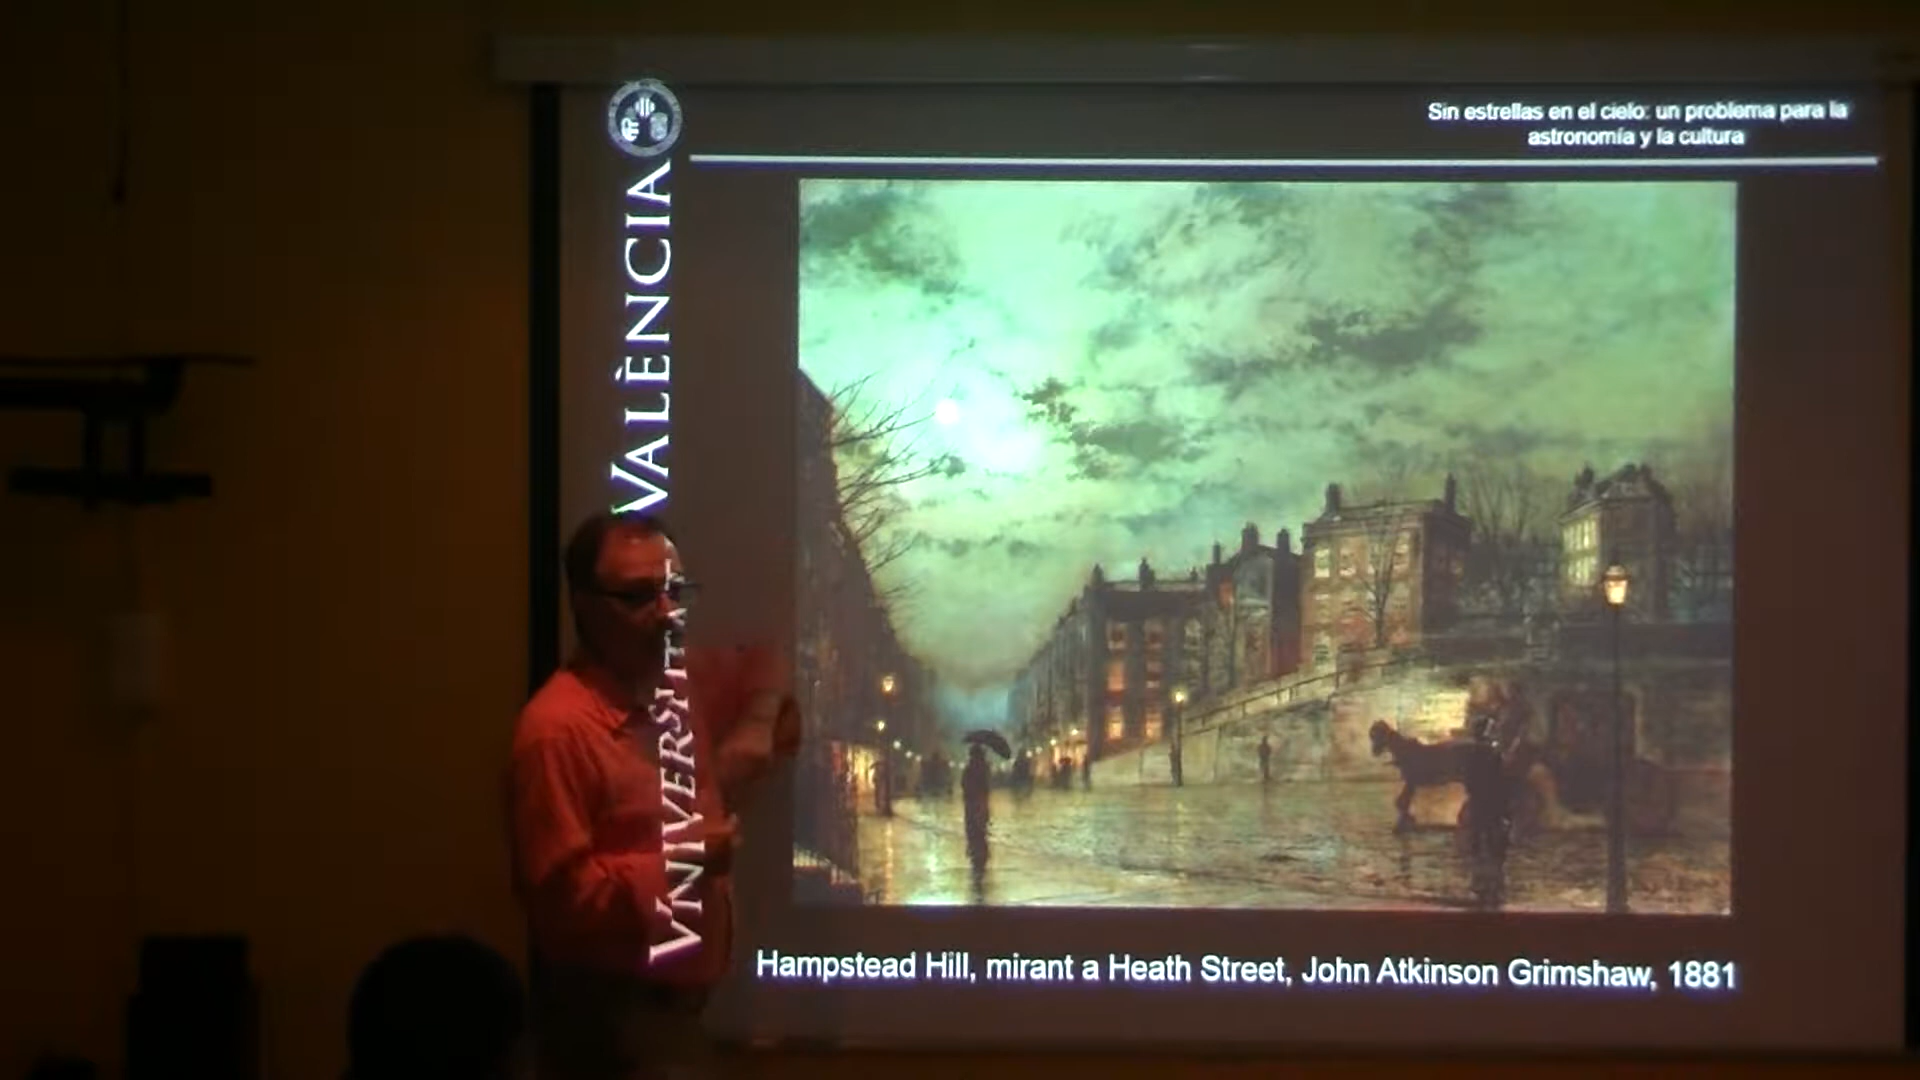 Sin estrellas en el cielo: un problema para la
astronomía y la cultura
VNIVERSITAT
VALÈNCIA
Hampstead Hill, mirant a Heath Street, John Atkinson Grimshaw, 1881